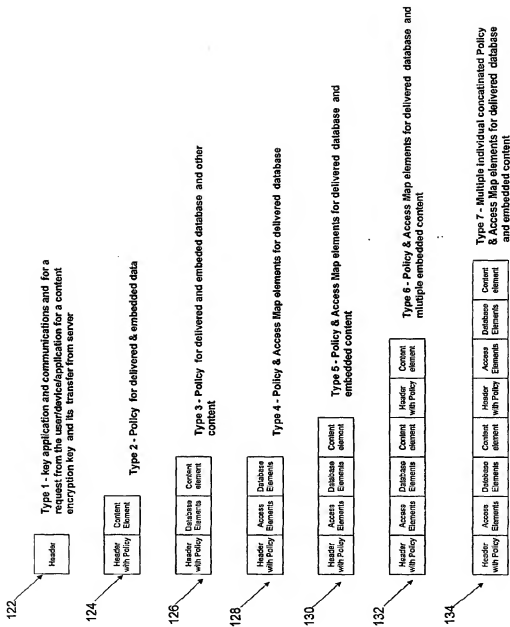 122
Header
Type 1 - key application and communications and for a
request from the user/device/application for a content
encryption key and its transfer from server
124
Header
with Policy
Content
Element
Type 2 - Policy for delivered & embedded data
126
Header
with Policy
Database
Elements
Content
element
Type 3 - Policy for delivered and embeded database and other
content
128
Header
with Policy
Access
Elements
Database
Elements
Type 4 - Policy & Access Map elements for delivered database
130
Header
with Policy
Access
Elements
Database
Elements
Content
element
Type 5 - Policy & Access Map elements for delivered database and
embedded content
132
Header
with Policy
Access
Elements
Database
Elements
Content
element
Header
with Policy
Content
element
Type 6 - Policy & Access Map elements for delivered database and
mlutiple embedded content
134
Header
with Policy
Access
Elements
Database
Elements
Content
element
Header
with Policy
Access
Elements
Database
Elements
Content
element
Type 7 - Multiple individual concatinated Policy
& Access Map elements for delivered database
and embedded content